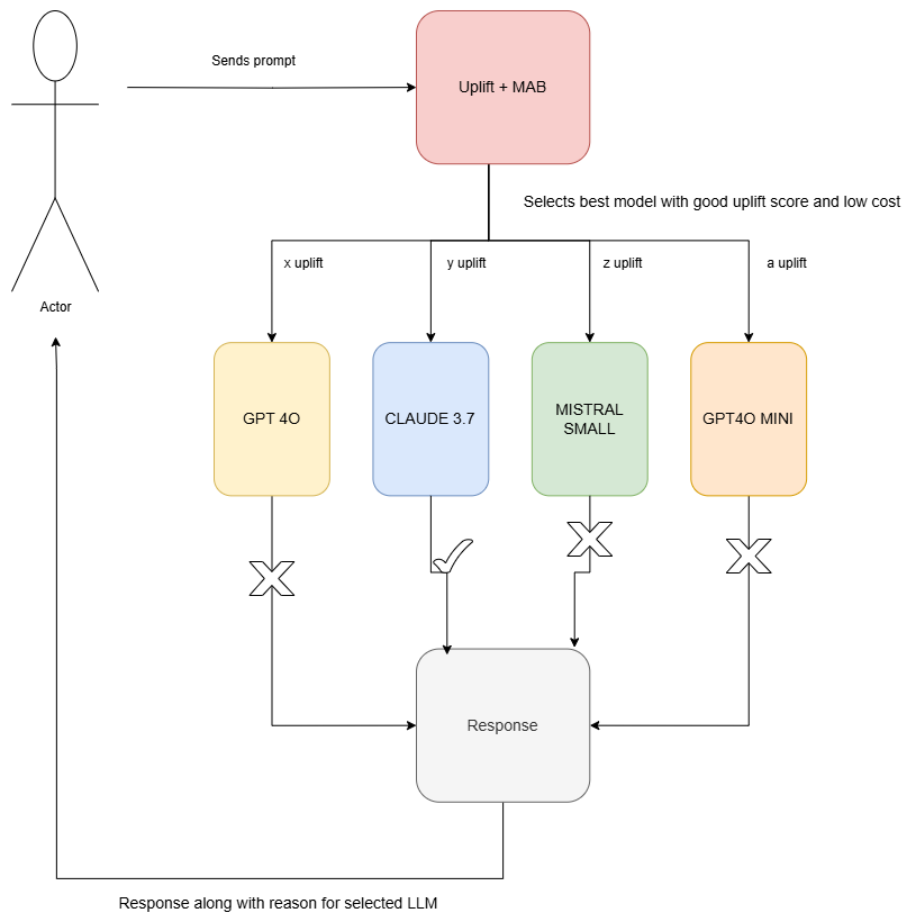 Sends prompt
Uplift + MAB
Selects best model with good uplift score and low cost
x uplift
y uplift
z uplift
a uplift
Actor
GPT 4O
CLAUDE 3.7
MISTRAL
SMALL
GPT4O MINI
Response
Response along with reason for selected LLM